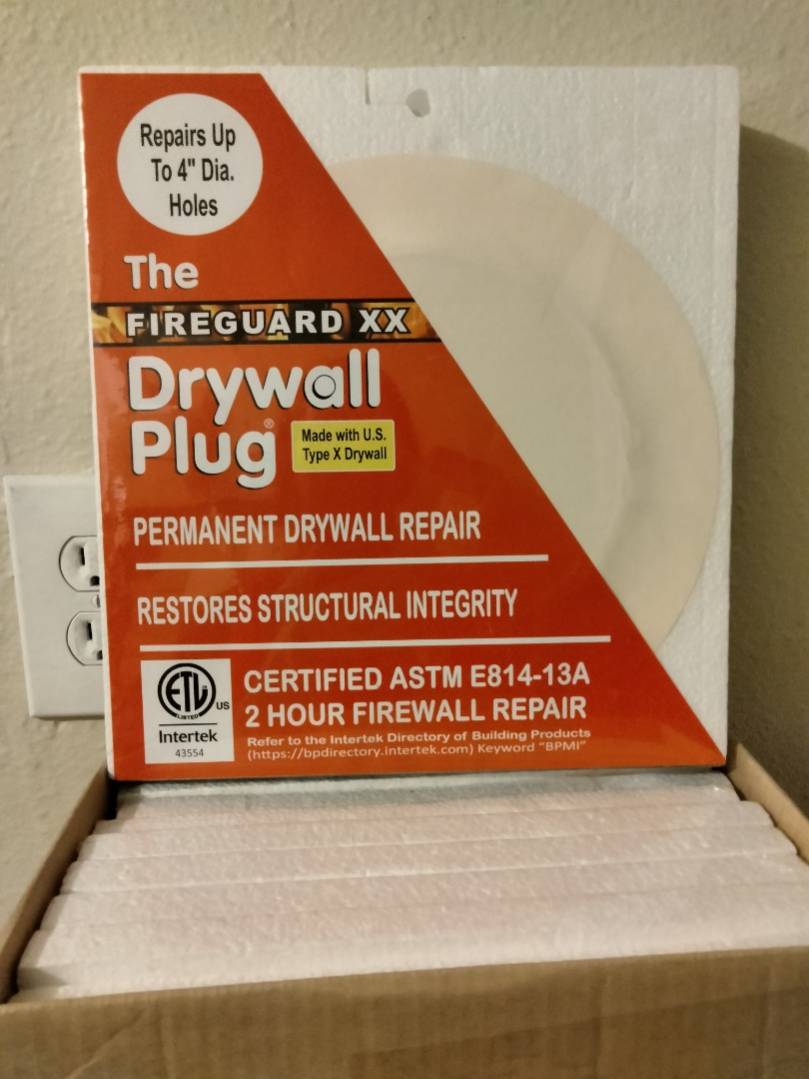 Repairs Up
To 4" Dia.
Holes
The
FIREGUARD XX
Drywall
Plug®
Made with U.S.
Type X Drywall
PERMANENT DRYWALL REPAIR
RESTORES STRUCTURAL INTEGRITY
ETL
LISTED
US
Intertek
43554
CERTIFIED ASTM E814-13A
2 HOUR FIREWALL REPAIR
Refer to the Intertek Directory of Building Products
(https://bpdirectory.intertek.com) Keyword "BPMI"